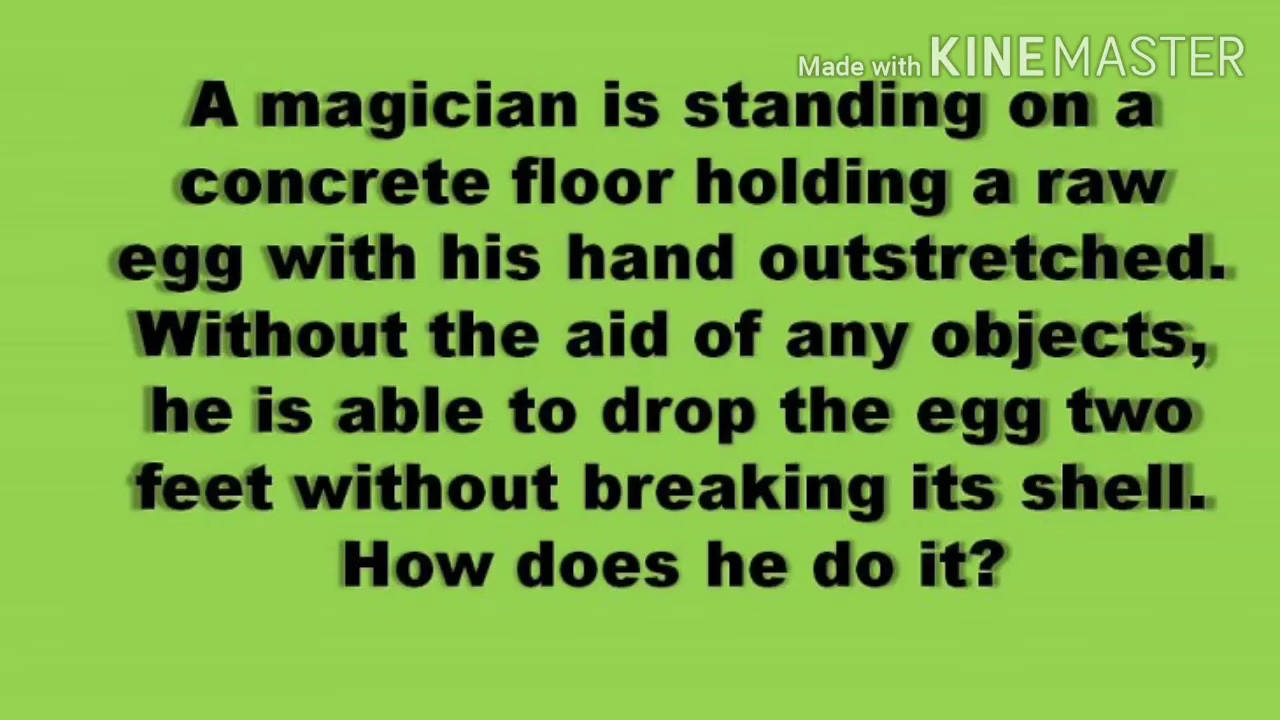 Made with KINEMASTER
A magician is standing on a
concrete floor holding a raw
egg with his hand outstretched.
Without the aid of any objects,
he is able to drop the egg two
feet without breaking its shell.
How does he do it?